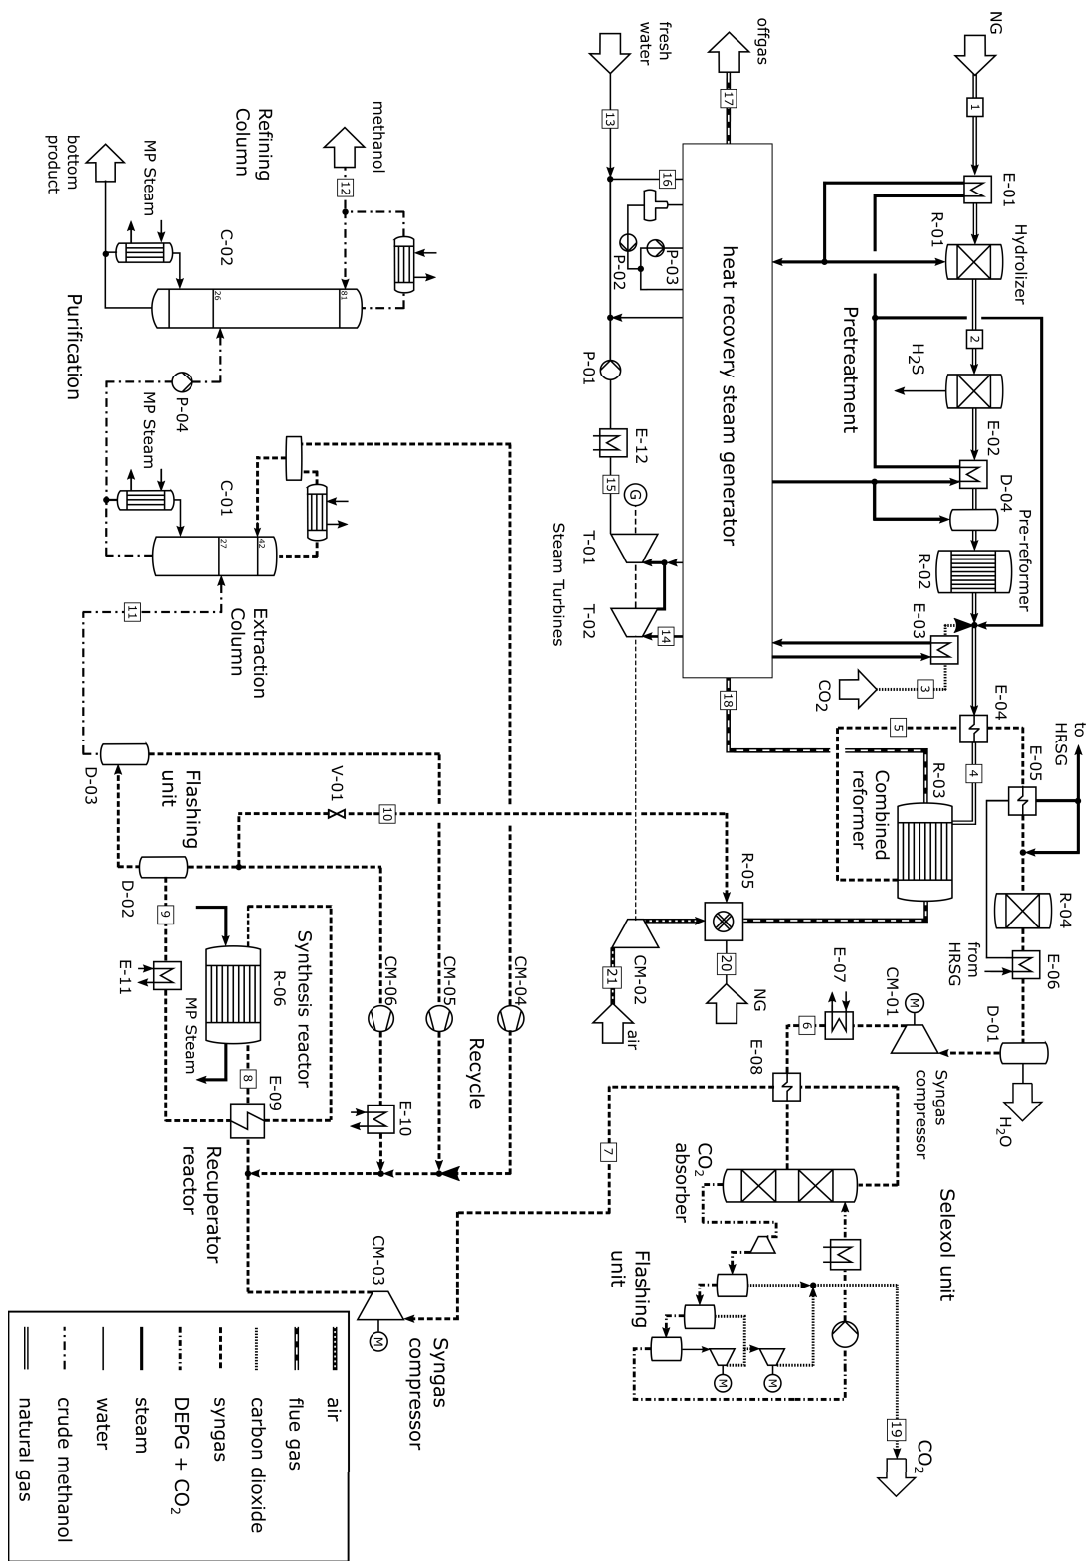 to
HRSG
E-05
R-04
E-06
from
HRSG
D-01
H2O
NG
1
E-01
Hydrolizer
R-01
2
H2S
E-02
D-04
Pre-reformer
R-02
E-03
3
CO2
E-04
4
5
R-03
Combined
reformer
Pretreatment
CM-01
M
Syngas
compressor
E-07
6
E-08
Selexol unit
CO2
absorber
Flashing
unit
M
M
19
CO2
7
offgas
17
heat recovery steam generator
18
R-05
20
NG
fresh
water
13
16
P-03
P-02
P-01
E-12
15
G
T-01
T-02
14
Steam Turbines
CM-02
21
air
methanol
12
Refining
Column
MP Steam
C-02
81
26
bottom
product
Purification
P-04
MP Steam
C-01
42
27
Extraction
Column
11
D-03
Flashing
unit
V-01
10
D-02
9
E-11
CM-04
CM-05
CM-06
Recycle
E-10
Synthesis reactor
R-06
MP Steam
8
E-09
Recuperator
reactor
CM-03
M
Syngas
compressor
air
flue gas
carbon dioxide
syngas
DEPG + CO2
steam
water
crude methanol
natural gas